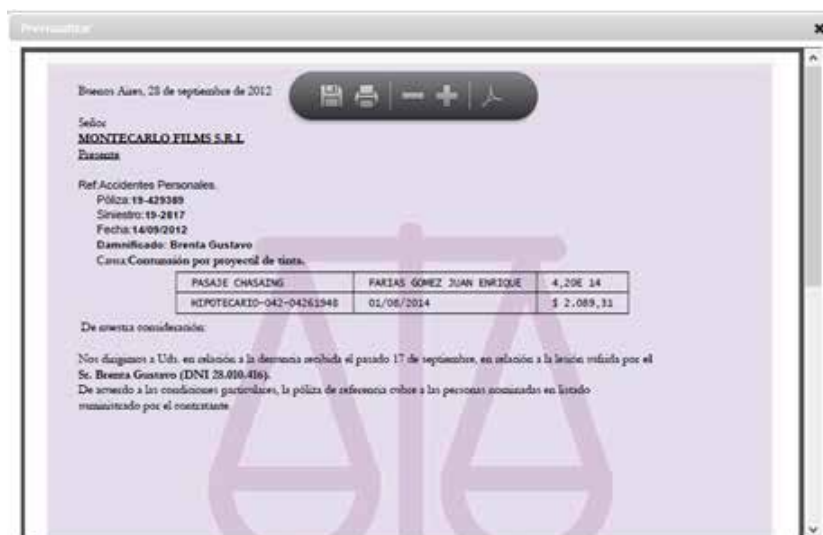 Previsualizar
Buenos Aires, 28 de septiembre de 2012
Señor
MONTECARLO FILMS S.R.L
Presente
Ref:Accidentes Personales.
Póliza:19-429389
Siniestro:19-2817
Fecha:14/09/2012
Damnificado: Brenta Gustavo
Causa:Contusión por proyectil de tinta.
PASAJE CHASAING FARIAS GOMEZ JUAN ENRIQUE 4,20E 14
HIPOTECARIO-042-04261948 01/08/2014 $ 2.089,31
De nuestra consideración:
Nos dirigimos a Uds. en relación a la denuncia recibida el pasado 17 de septiembre, en relación a la lesión sufrida por el
Sr. Brenta Gustavo (DNI 28.010.416).
De acuerdo a las condiciones particulares, la póliza de referencia cubre a las personas nominadas en listado
suministrado por el contratante